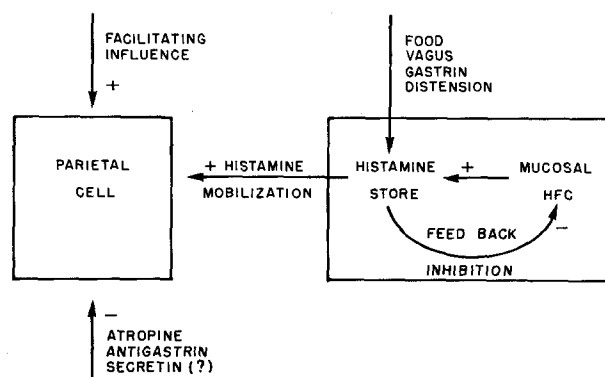 FACILITATING
INFLUENCE
+
FOOD
VAGUS
GASTRIN
DISTENSION
PARIETAL
CELL
+ HISTAMINE
MOBILIZATION
HISTAMINE
STORE
+
MUCOSAL
HFC
FEED BACK
INHIBITION
−
−
ATROPINE
ANTIGASTRIN
SECRETIN (?)